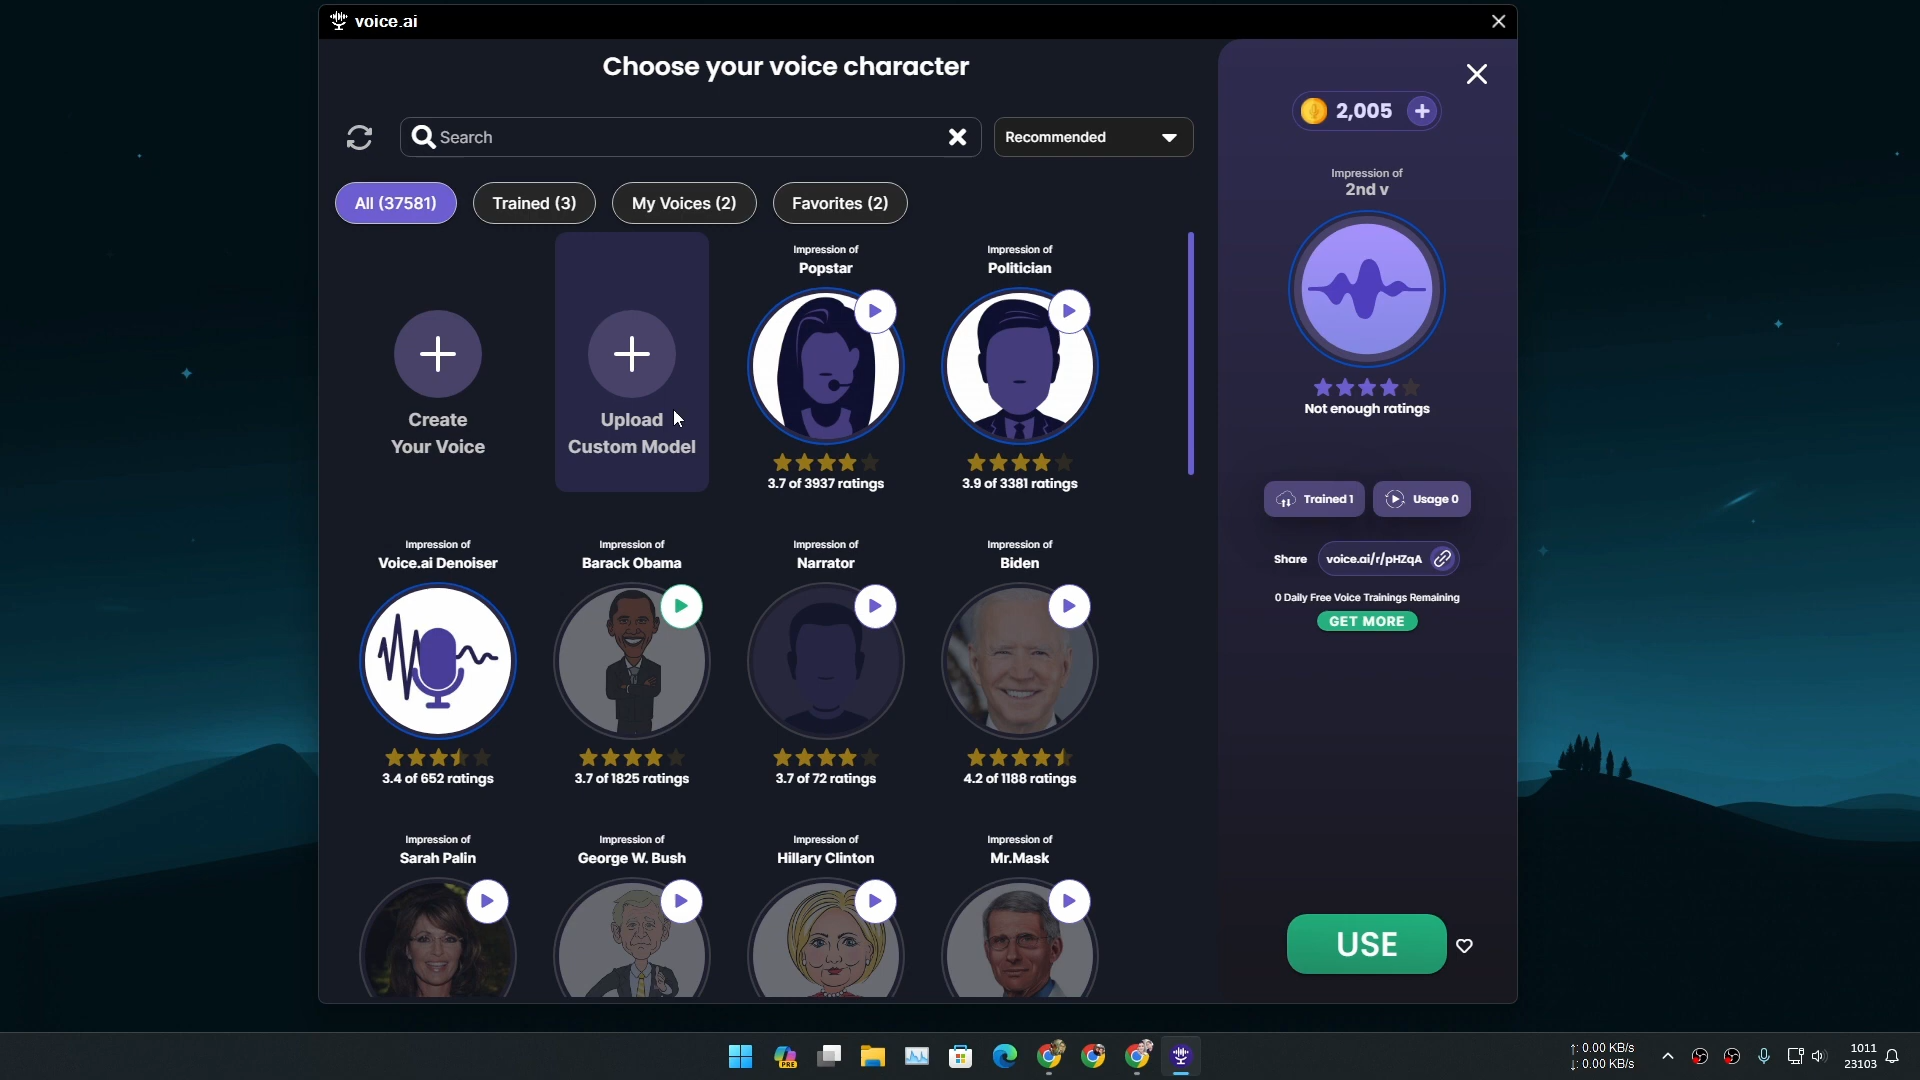 voice.ai
Choose your voice character
Search
Recommended
2,005
All (37581)
Trained (3)
My Voices (2)
Favorites (2)
Impression of
2nd v
Not enough ratings
Trained 1
Usage 0
Share
voice.ai/r/pHZqA
0 Daily Free Voice Trainings Remaining
GET MORE
USE
Create
Your Voice
Upload
Custom Model
Impression of
Popstar
3.7 of 3937 ratings
Impression of
Politician
3.9 of 3381 ratings
Impression of
Voice.ai Denoiser
3.4 of 652 ratings
Impression of
Barack Obama
3.7 of 1825 ratings
Impression of
Narrator
3.7 of 72 ratings
Impression of
Biden
4.2 of 1188 ratings
Impression of
Sarah Palin
Impression of
George W. Bush
Impression of
Hillary Clinton
Impression of
Mr.Mask
PRE
↑: 0.00 KB/s
↓: 0.00 KB/s
1011
23103